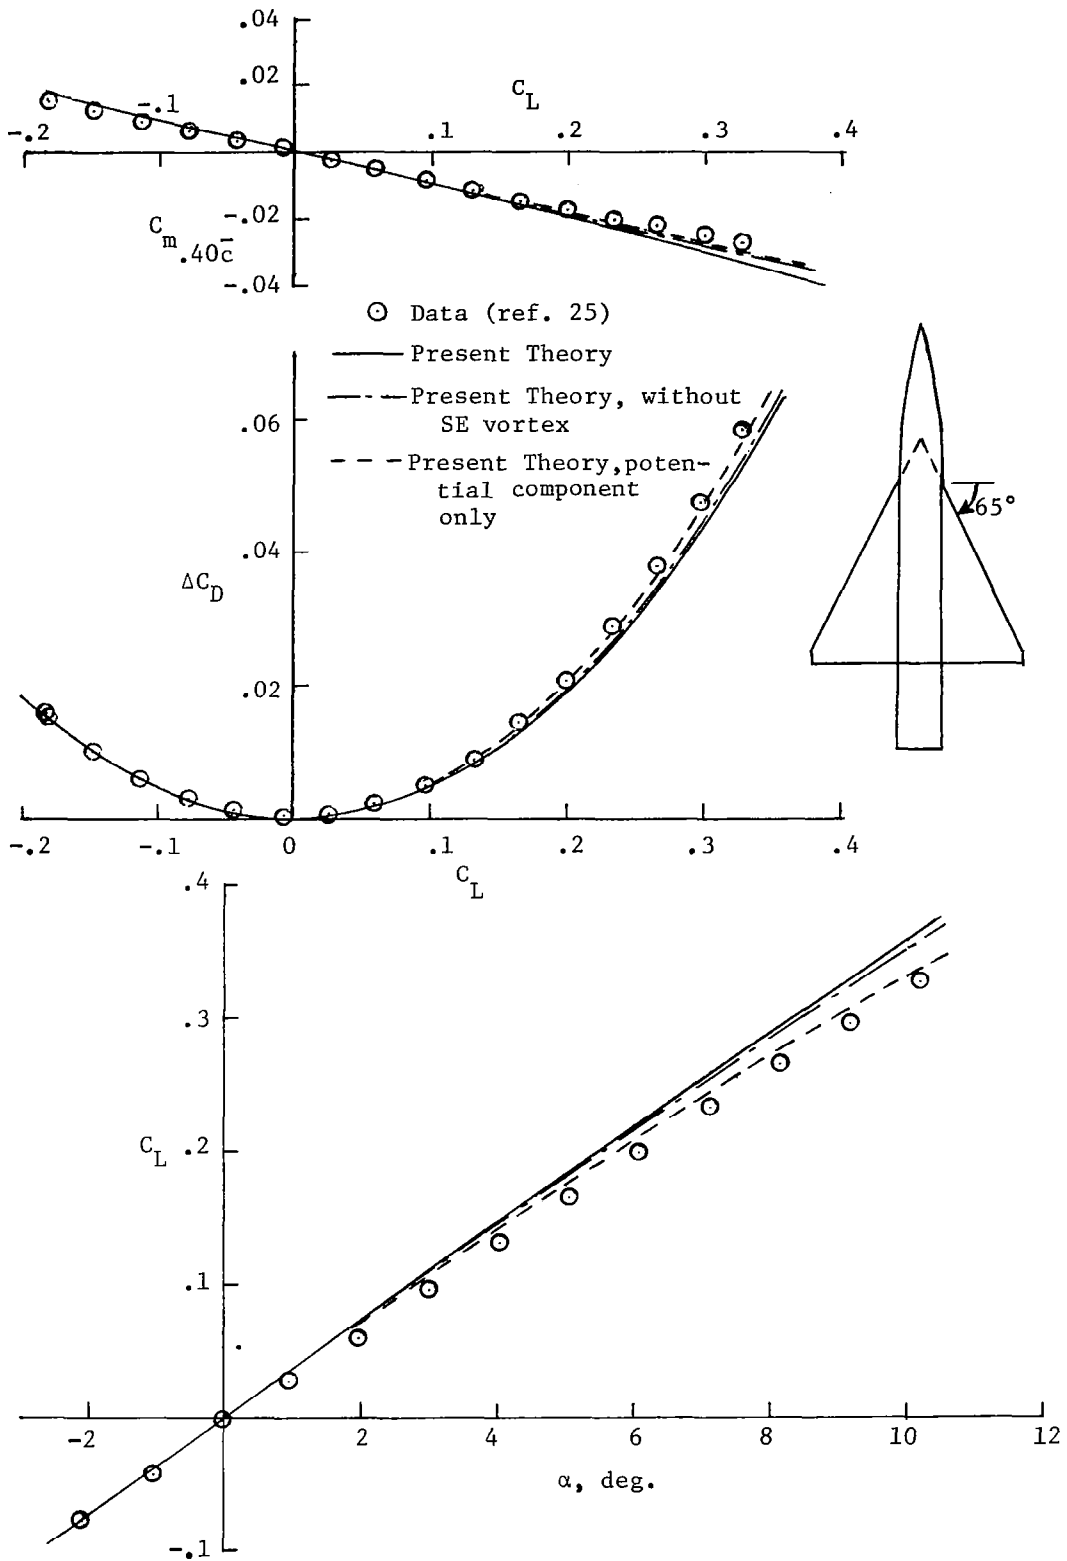 .04
.02
C_L
-.2
-.1
.1
.2
.3
.4
C_m.40c̄
-.02
-.04
Data (ref. 25)
Present Theory
Present Theory, without
SE vortex
Present Theory,poten-
tial component
only
.06
.04
ΔC_D
.02
65°
-.2
-.1
0
.1
.2
.3
.4
C_L
.4
.3
C_L
.2
.1
-2
2
4
6
8
10
12
α, deg.
-.1